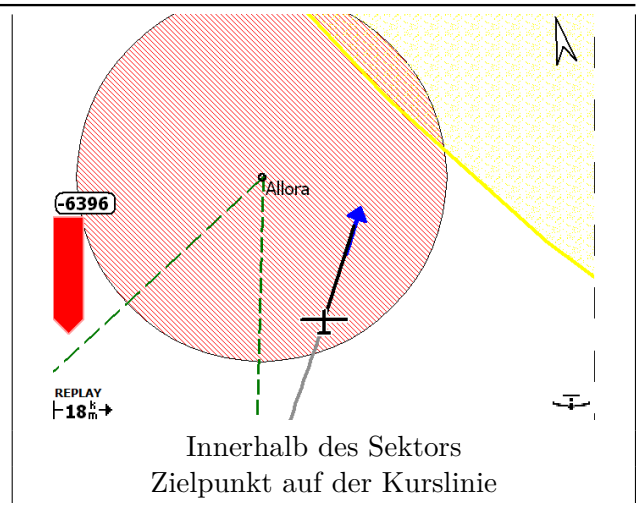 Allora
-6396
REPLAY
18km
Innerhalb des Sektors
Zielpunkt auf der Kurslinie